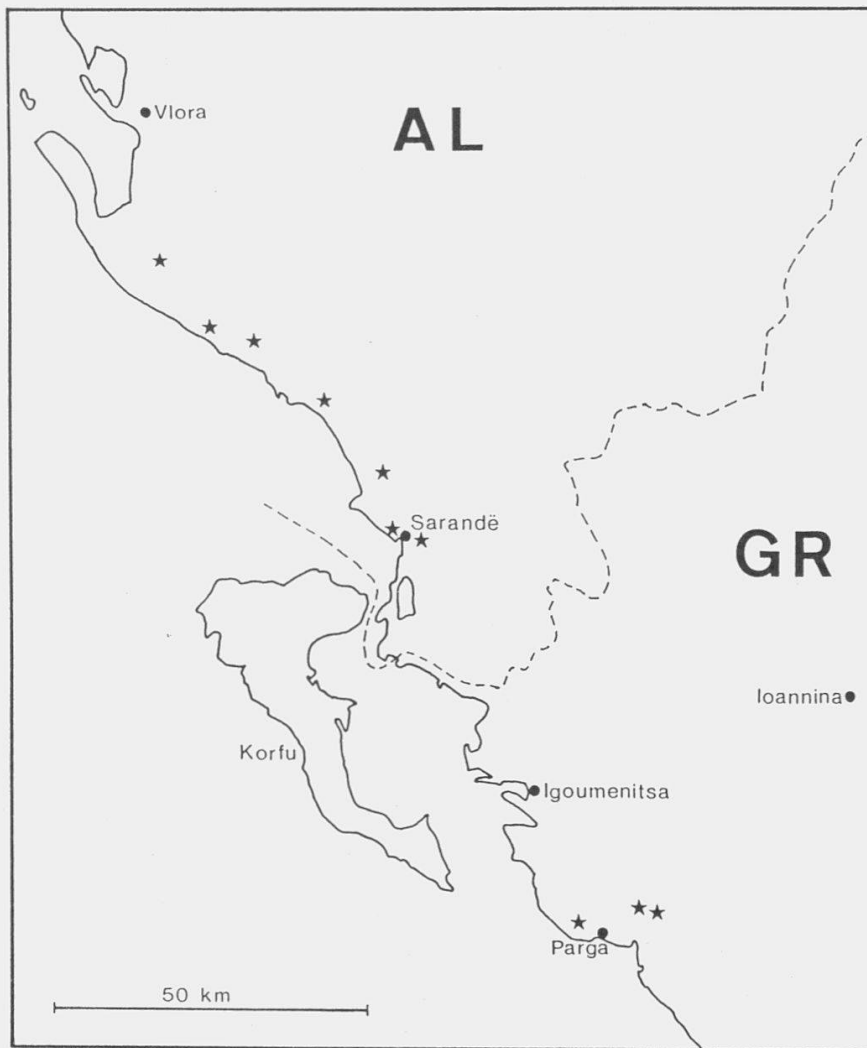 Vlora
AL
Sarandë
GR
Ioannina
Korfu
Igoumenitsa
Parga
50 km